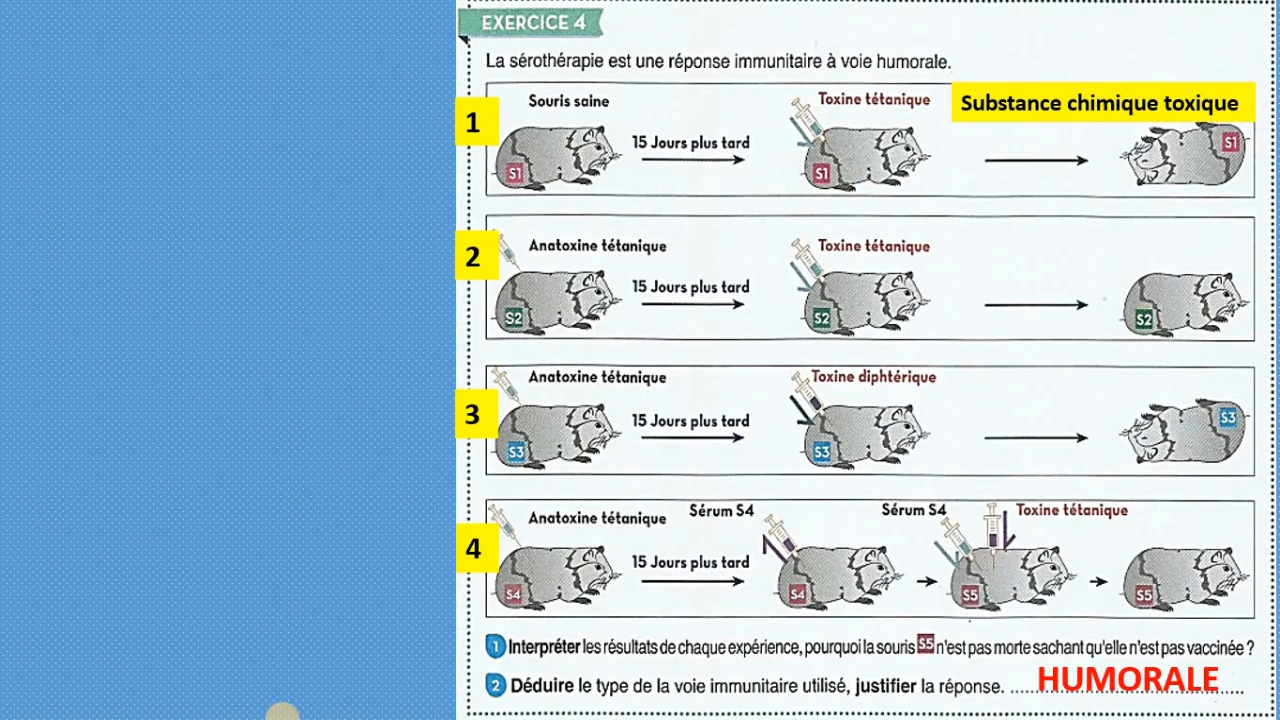 EXERCICE 4
La sérothérapie est une réponse immunitaire à voie humorale.
1
Souris saine
Toxine tétanique
Substance chimique toxique
15 Jours plus tard
S1
S1
S1
2
Anatoxine tétanique
Toxine tétanique
15 Jours plus tard
S2
S2
S2
3
Anatoxine tétanique
Toxine diphtérique
15 Jours plus tard
S3
S3
S3
4
Anatoxine tétanique
Sérum S4
Sérum S4
Toxine tétanique
15 Jours plus tard
S4
S4
S5
S5
1 Interpréter les résultats de chaque expérience, pourquoi la souris S5 n'est pas morte sachant qu'elle n'est pas vaccinée ?
2 Déduire le type de la voie immunitaire utilisé, justifier la réponse. HUMORALE